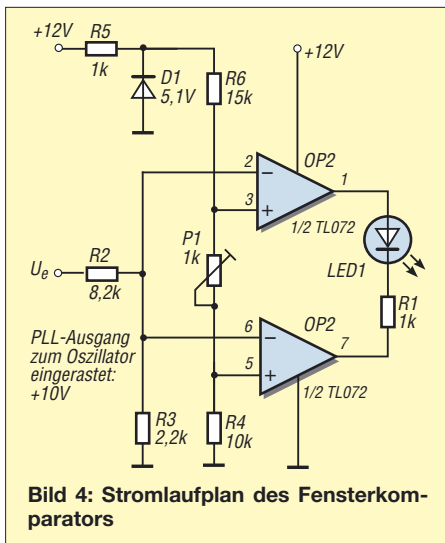 +12V
R5
1k
D1
5,1V
R6
15k
+12V
2
3
−
+
OP2
1
1/2 TL072
P1
1k
LED1
Ue
R2
8,2k
R1
1k
PLL-Ausgang
zum Oszillator
eingerastet:
+10V
6
5
−
+
OP2
7
1/2 TL072
R3
2,2k
R4
10k
Bild 4: Stromlaufplan des Fensterkom-
parators